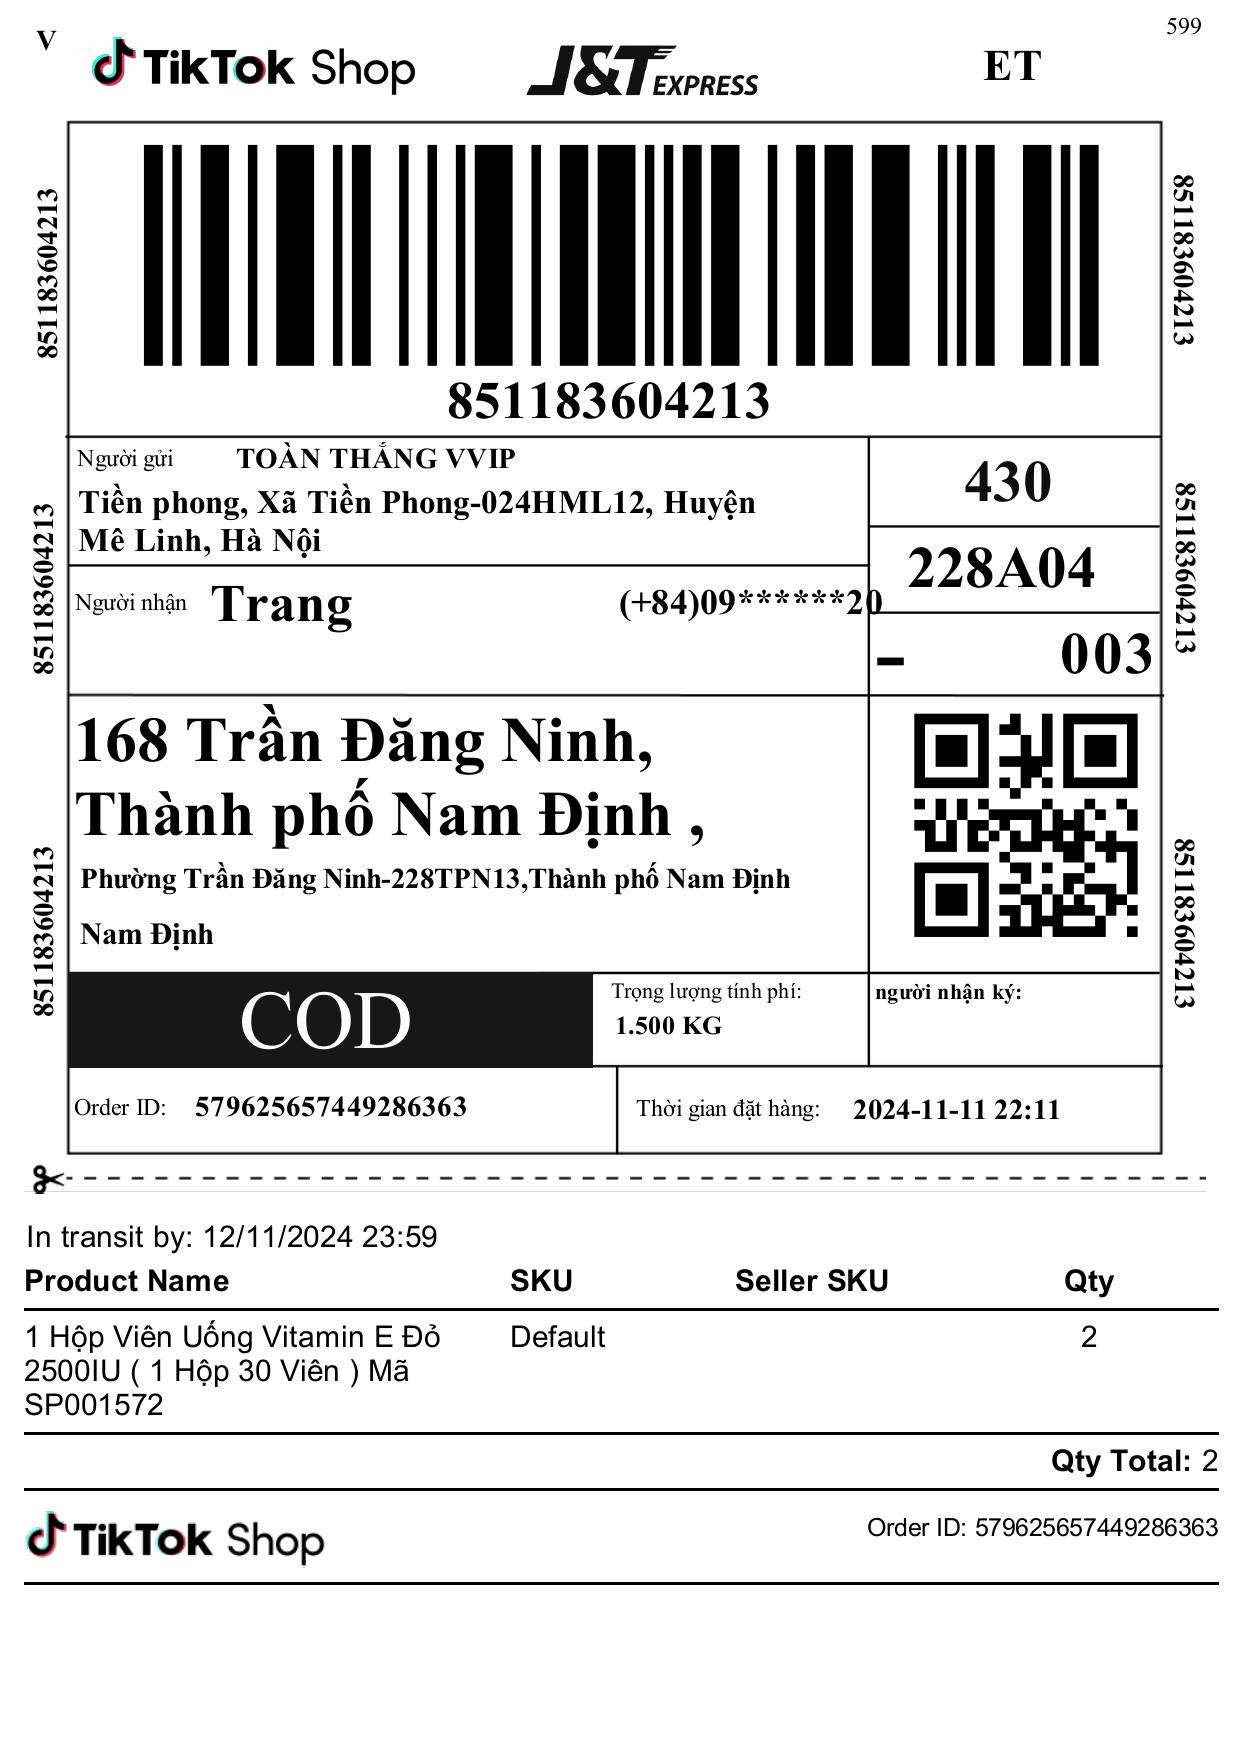 V
TikTok Shop
J&T EXPRESS
ET
599
851183604213
851183604213
851183604213
Người gửi TOÀN THẮNG VVIP
Tiền phong, Xã Tiền Phong-024HML12, Huyện
Mê Linh, Hà Nội
430
228A04
- 003
851183604213
851183604213
Người nhận Trang (+84)09******20
168 Trần Đăng Ninh,
Thành phố Nam Định ,
Phường Trần Đăng Ninh-228TPN13,Thành phố Nam Định
Nam Định
851183604213
851183604213
COD
Trọng lượng tính phí:
1.500 KG
người nhận ký:
Order ID: 579625657449286363
Thời gian đặt hàng: 2024-11-11 22:11
In transit by: 12/11/2024 23:59
Product Name SKU Seller SKU Qty
1 Hộp Viên Uống Vitamin E Đỏ Default 2
2500IU ( 1 Hộp 30 Viên ) Mã
SP001572
Qty Total: 2
TikTok Shop
Order ID: 579625657449286363